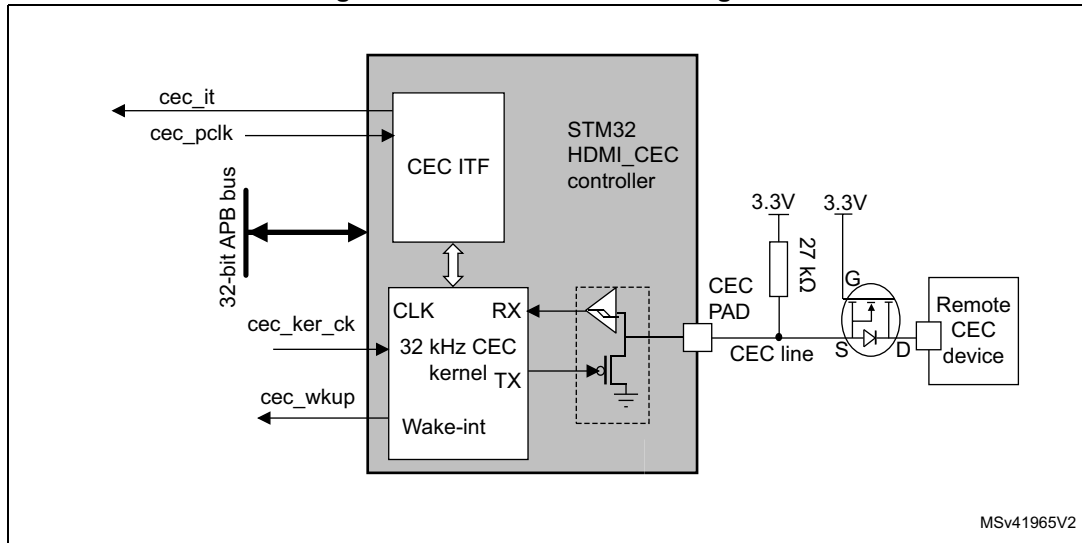 cec_it
cec_pclk
CEC ITF
STM32
HDMI_CEC
controller
32-bit APB bus
3.3V
3.3V
27 kΩ
G
S
D
CEC
PAD
CEC line
Remote
CEC
device
cec_ker_ck
CLK
RX
32 kHz CEC
kernel
TX
cec_wkup
Wake-int
MSv41965V2